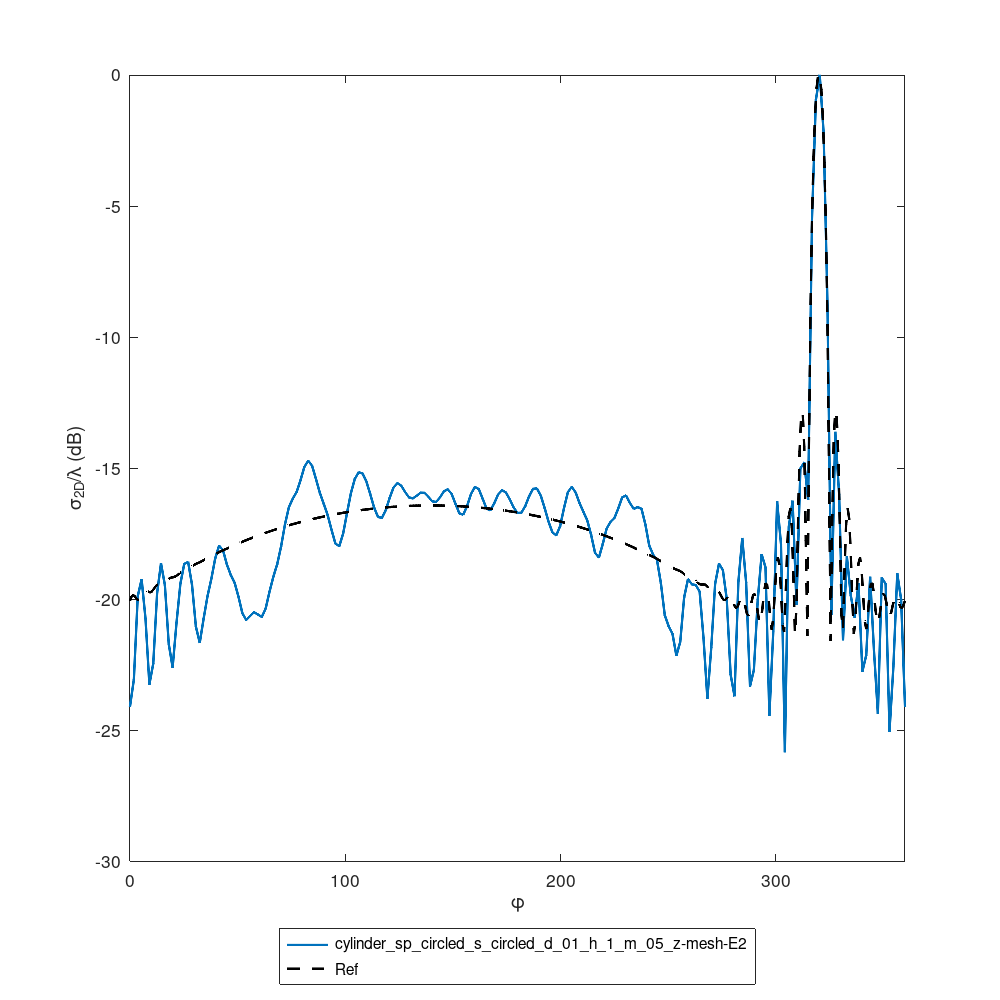 0
-5
-10
-15
-20
-25
-30
σ2D/λ (dB)
0 100 200 300
φ
cylinder_sp_circled_s_circled_d_01_h_1_m_05_z-mesh-E2
Ref